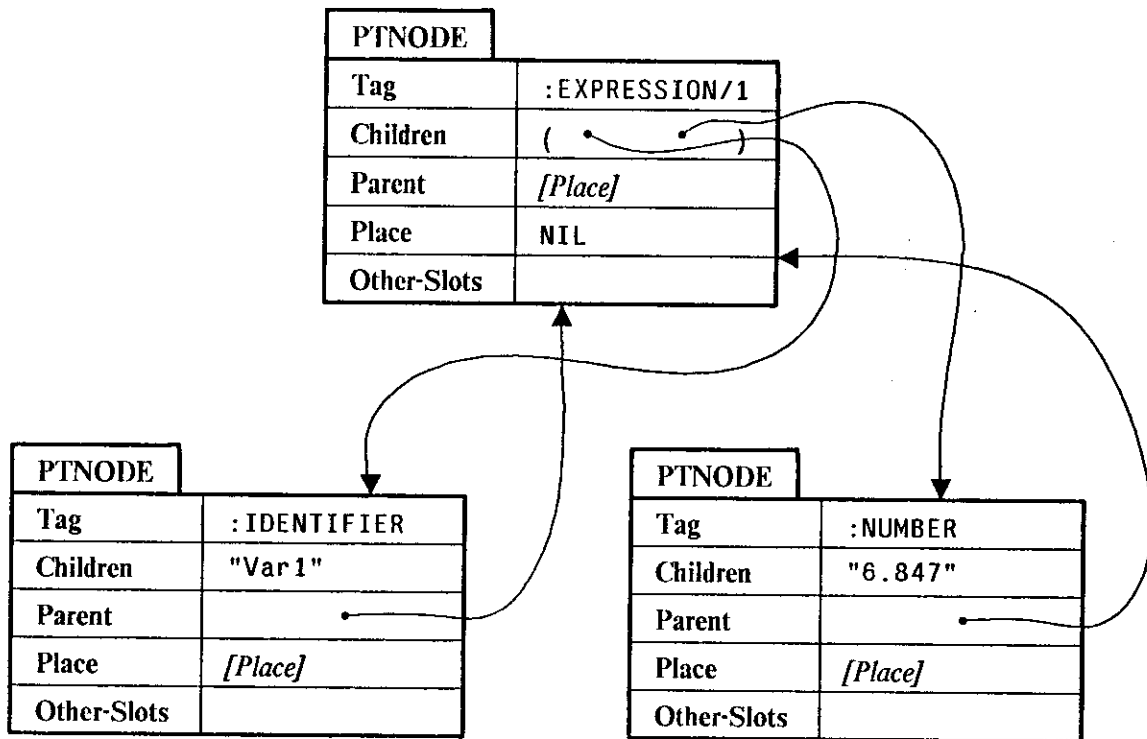 PTNODE
Tag :EXPRESSION/1
Children ( )
Parent [Place]
Place NIL
Other-Slots
PTNODE
Tag :IDENTIFIER
Children "Var1"
Parent
Place [Place]
Other-Slots
PTNODE
Tag :NUMBER
Children "6.847"
Parent
Place [Place]
Other-Slots